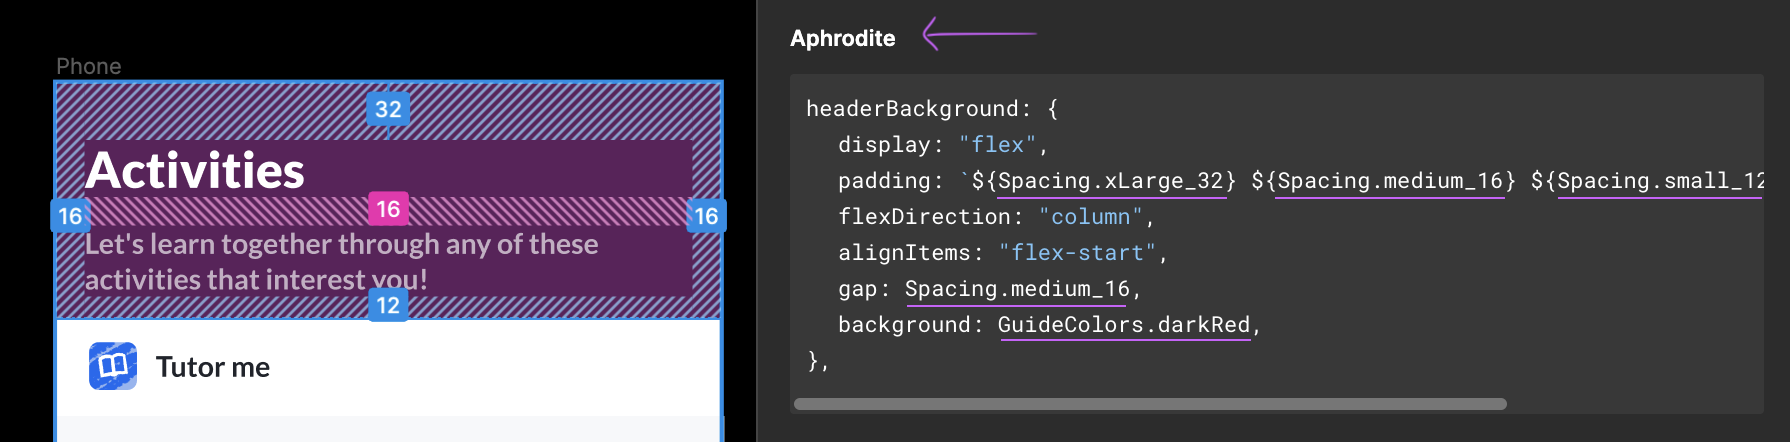 Phone
32
Activities
16
16
16
Let's learn together through any of these
activities that interest you!
12
Tutor me
Aphrodite
headerBackground: {
display: "flex",
padding: `${Spacing.xLarge_32} ${Spacing.medium_16} ${Spacing.small_12
flexDirection: "column",
alignItems: "flex-start",
gap: Spacing.medium_16,
background: GuideColors.darkRed,
},